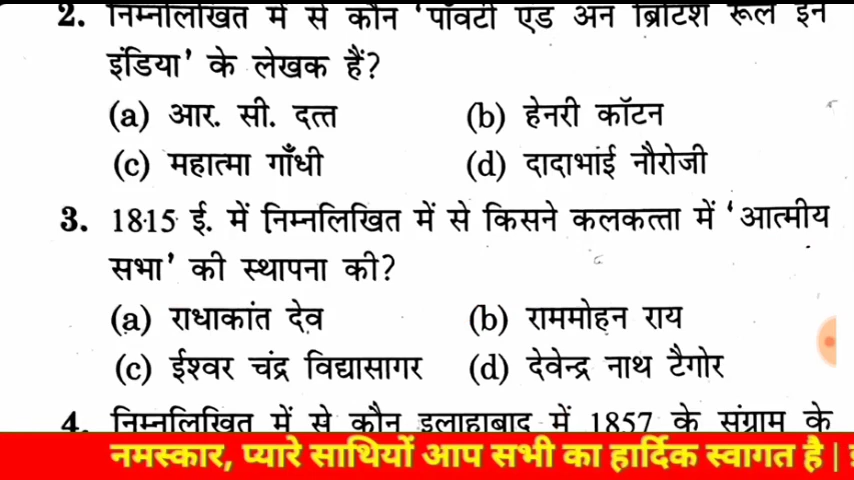 2. निम्नलिखित में से कौन 'पॉवर्टी एंड अन ब्रिटिश रूल इन
इंडिया' के लेखक हैं?
(a) आर. सी. दत्त (b) हेनरी कॉटन
(c) महात्मा गाँधी (d) दादाभाई नौरोजी
3. 1815 ई. में निम्नलिखित में से किसने कलकत्ता में 'आत्मीय
सभा' की स्थापना की?
(a) राधाकांत देव (b) राममोहन राय
(c) ईश्वर चंद्र विद्यासागर (d) देवेन्द्र नाथ टैगोर
4. निम्नलिखित में से कौन इलाहाबाद में 1857 के संग्राम के
नमस्कार, प्यारे साथियों आप सभी का हार्दिक स्वागत है |